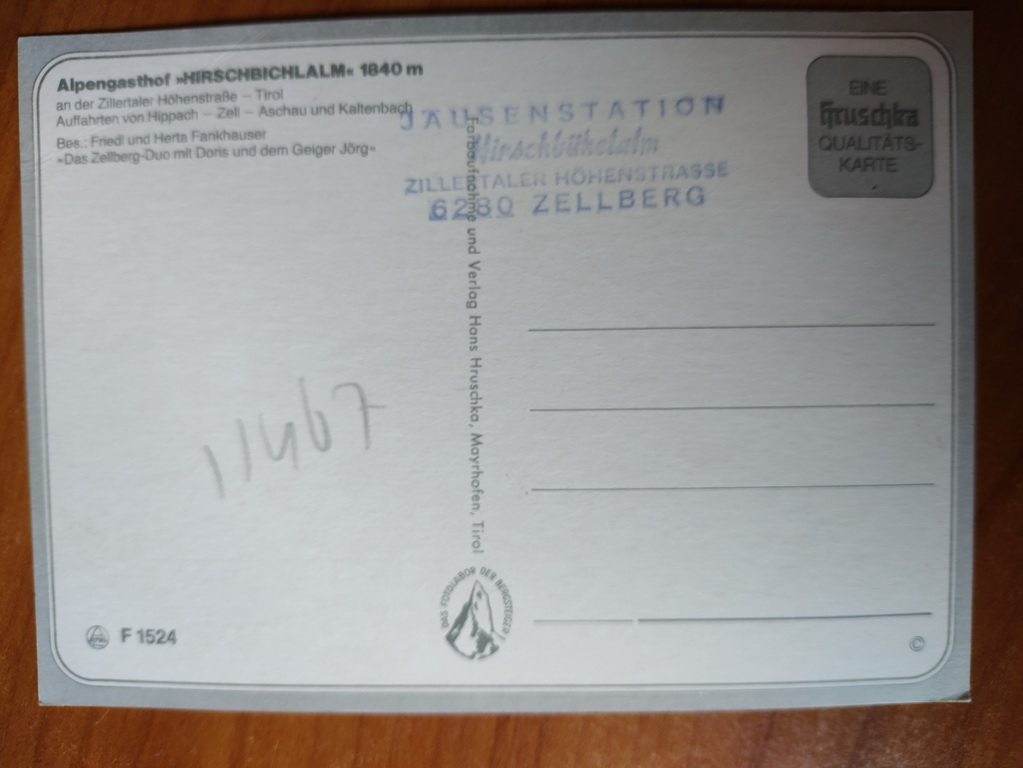 Alpengasthof »HIRSCHBICHLALM« 1840 m
an der Zillertaler Höhenstraße – Tirol
Auffahrten von Hippach – Zell – Aschau und Kaltenbach
Bes.: Friedl und Herta Fankhauser
»Das Zellberg-Duo mit Doris und dem Geiger Jörg«
JAUSENSTATION
Hirschbühelalm
ZILLERTALER HÖHENSTRASSE
6280 ZELLBERG
EINE
Hruschka
QUALITÄTS-
KARTE
Farbaufnahme und Verlag Hans Hruschka, Mayrhofen, Tirol
11467
DAS FOTOLABOR DER BERGSTEIGER!
F 1524
©